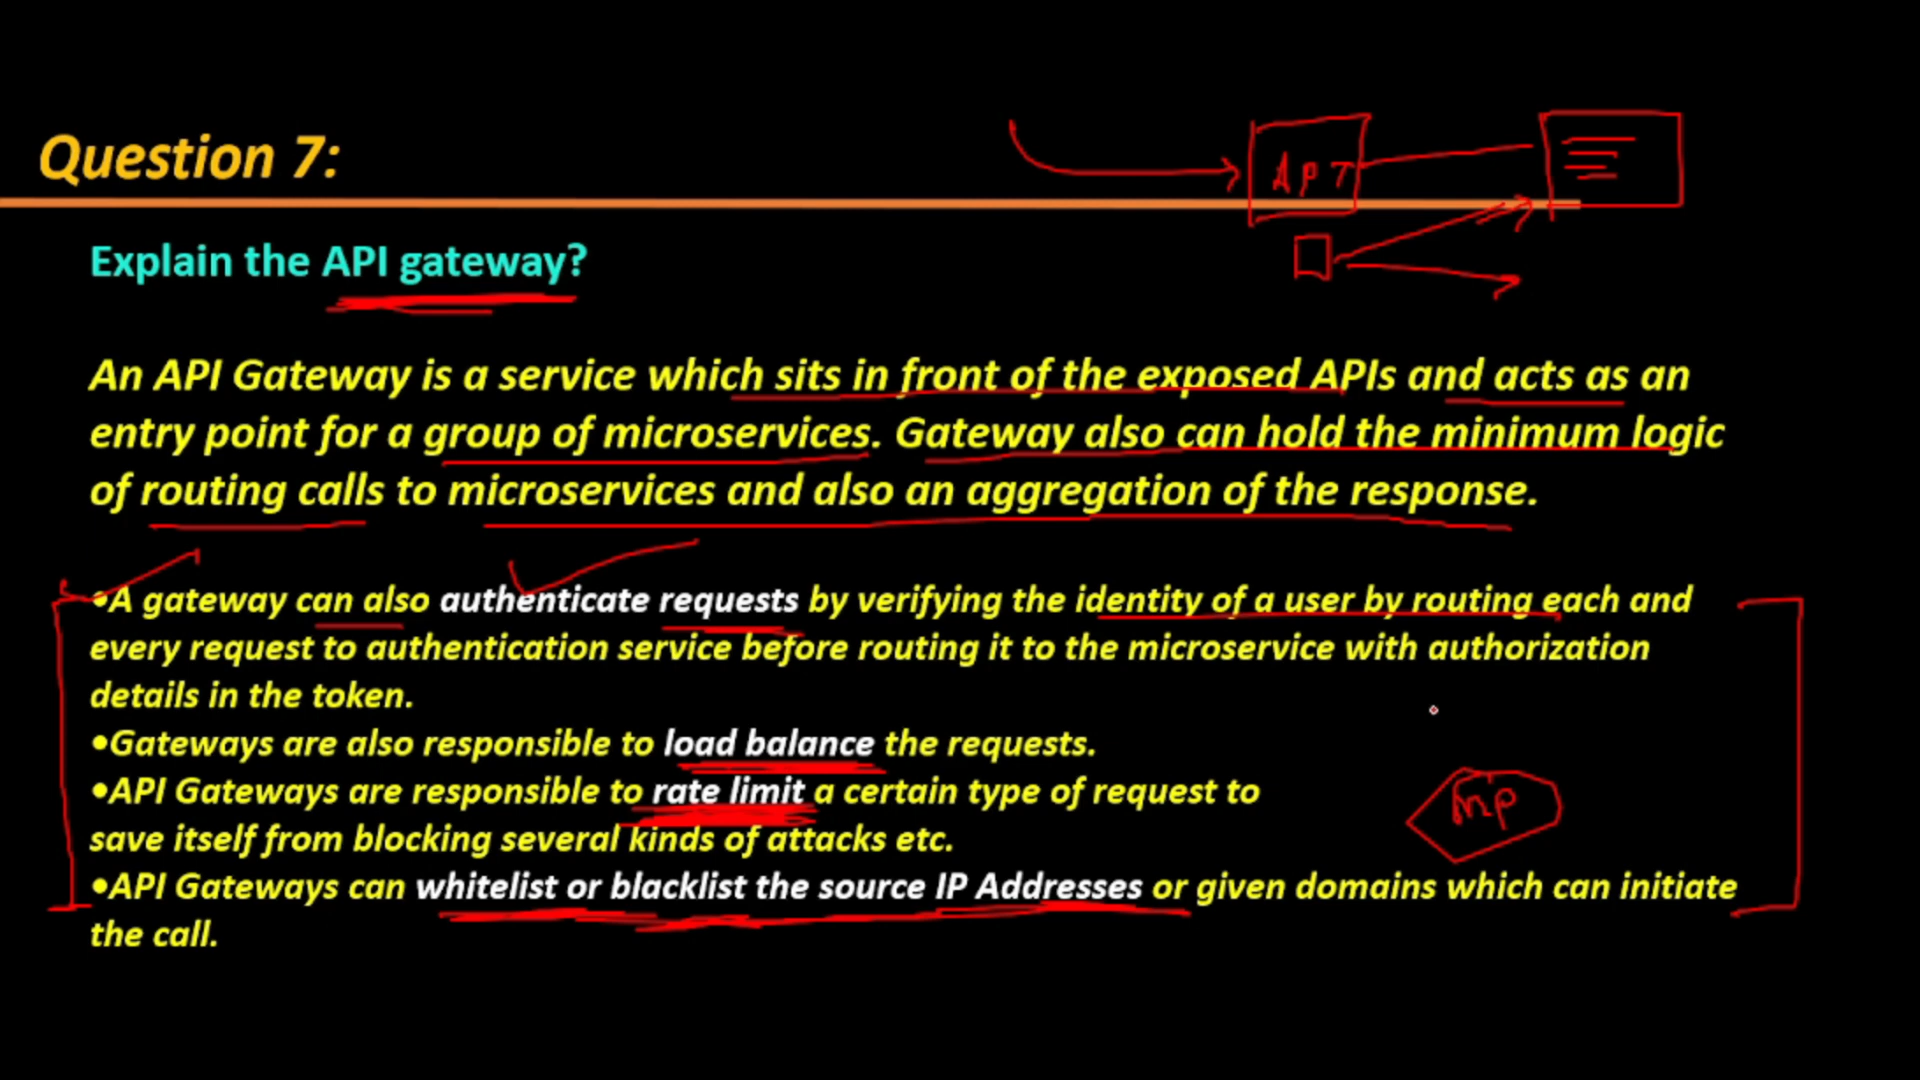 Question 7:
API
Explain the API gateway?
An API Gateway is a service which sits in front of the exposed APIs and acts as an
entry point for a group of microservices. Gateway also can hold the minimum logic
of routing calls to microservices and also an aggregation of the response.
•A gateway can also authenticate requests by verifying the identity of a user by routing each and
every request to authentication service before routing it to the microservice with authorization
details in the token.
•Gateways are also responsible to load balance the requests.
•API Gateways are responsible to rate limit a certain type of request to
save itself from blocking several kinds of attacks etc.
Imp
•API Gateways can whitelist or blacklist the source IP Addresses or given domains which can initiate
the call.